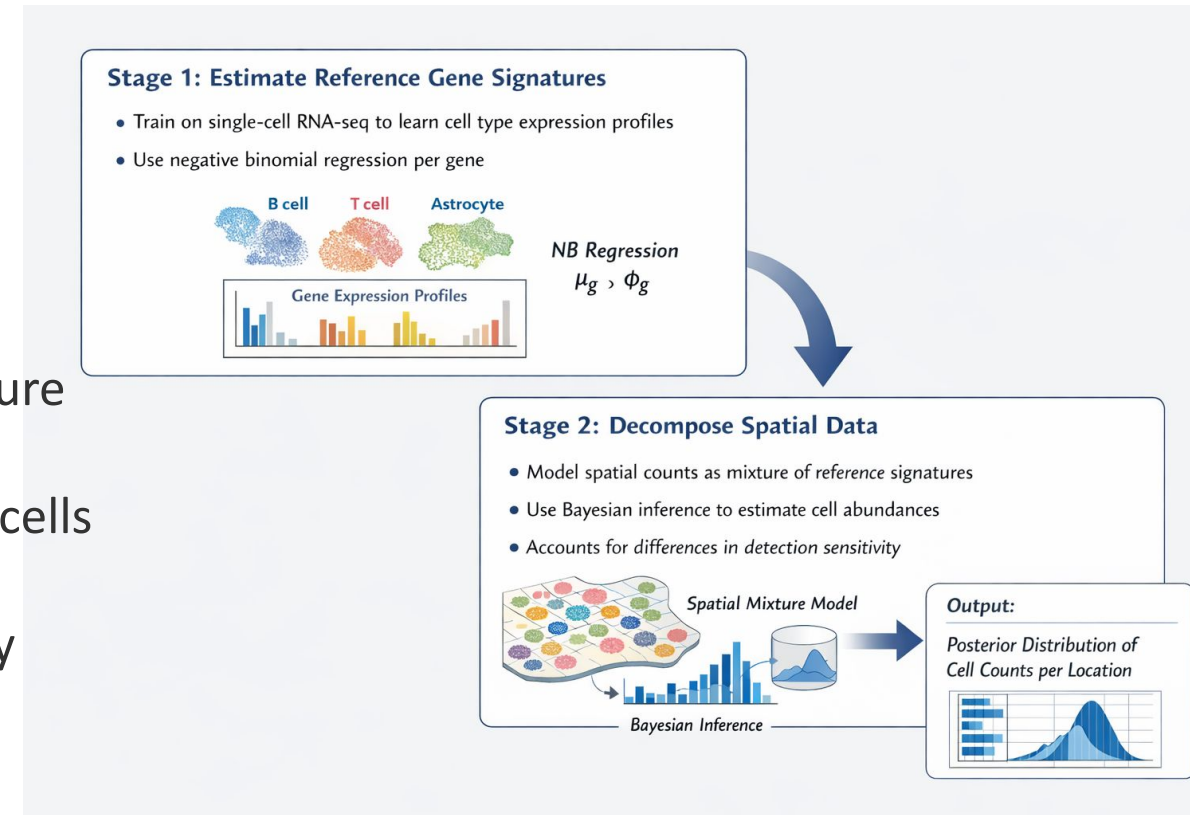 ure
cells
y
Stage 1: Estimate Reference Gene Signatures
• Train on single-cell RNA-seq to learn cell type expression profiles
• Use negative binomial regression per gene
B cell
T cell
Astrocyte
NB Regression
μg , ϕg
Gene Expression Profiles
Stage 2: Decompose Spatial Data
• Model spatial counts as mixture of reference signatures
• Use Bayesian inference to estimate cell abundances
• Accounts for differences in detection sensitivity
Spatial Mixture Model
Bayesian Inference
Output:
Posterior Distribution of
Cell Counts per Location